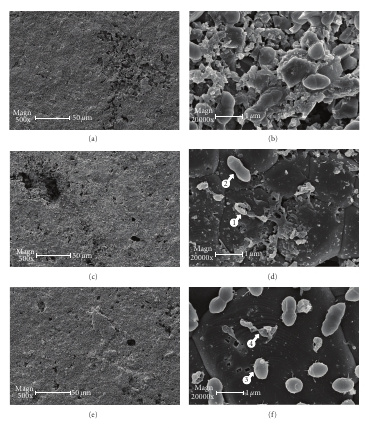 Magn
500x 50 μm
Magn
20000x 1 μm
(a)
(b)
2
1
Magn
500x 50 μm
Magn
20000x 1 μm
(c)
(d)
4
3
Magn
500x 50 μm
Magn
20000x 1 μm
(e)
(f)